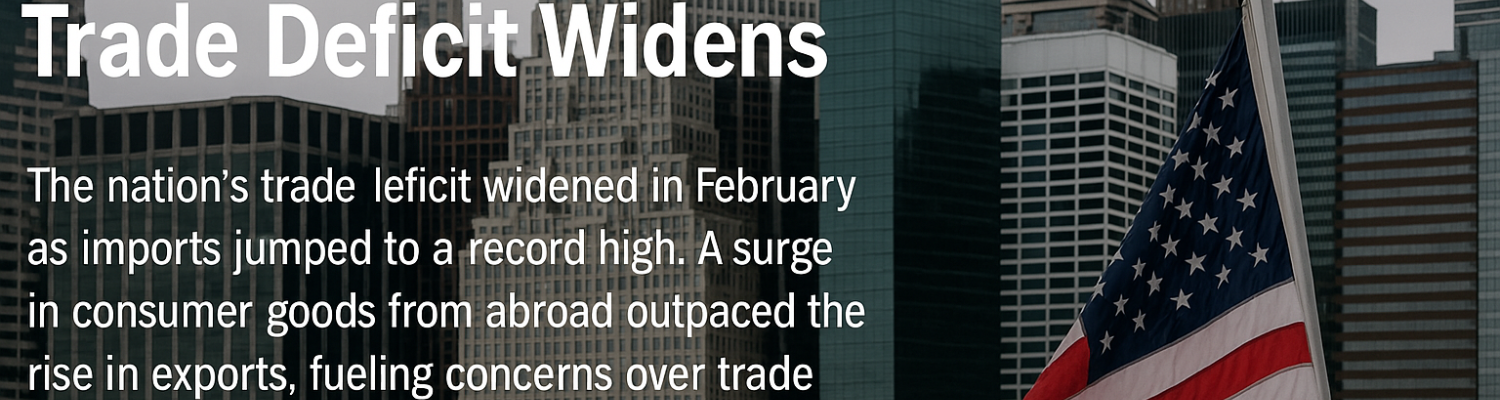 Trade Deficit Widens
The nation’s trade leficit widened in February
as imports jumped to a record high. A surge
in consumer goods from abroad outpaced the
rise in exports, fueling concerns over trade